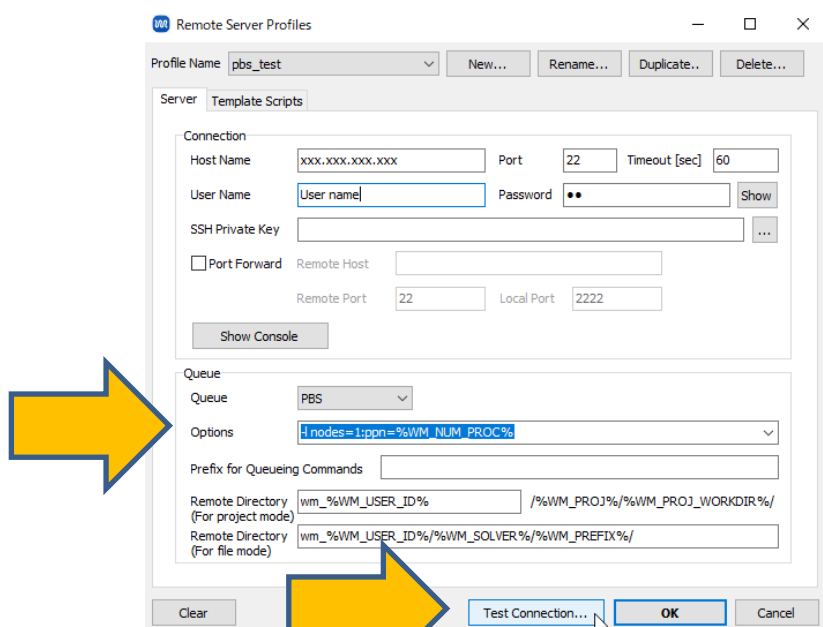 Remote Server Profiles
Profile Name pbs_test New... Rename... Duplicate.. Delete...
Server Template Scripts
Connection
Host Name xxx.xxx.xxx.xxx Port 22 Timeout [sec] 60
User Name User name Password ●● Show
SSH Private Key ...
Port Forward Remote Host
Remote Port 22 Local Port 2222
Show Console
Queue
Queue PBS
Options -l nodes=1:ppn=%WM_NUM_PROC%
Prefix for Queueing Commands
Remote Directory wm_%WM_USER_ID% /%WM_PROJ%/%WM_PROJ_WORKDIR%/
(For project mode)
Remote Directory wm_%WM_USER_ID%/%WM_SOLVER%/%WM_PREFIX%/
(For file mode)
Clear Test Connection... OK Cancel